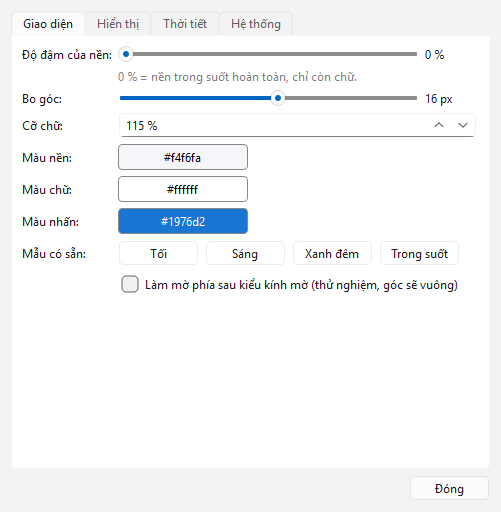 Giao diện Hiển thị Thời tiết Hệ thống
Độ đậm của nền: 0 %
0 % = nền trong suốt hoàn toàn, chỉ còn chữ.
Bo góc: 16 px
Cỡ chữ: 115 %
Màu nền: #f4f6fa
Màu chữ: #ffffff
Màu nhấn: #1976d2
Mẫu có sẵn: Tối Sáng Xanh đêm Trong suốt
Làm mờ phía sau kiểu kính mờ (thử nghiệm, góc sẽ vuông)
Đóng